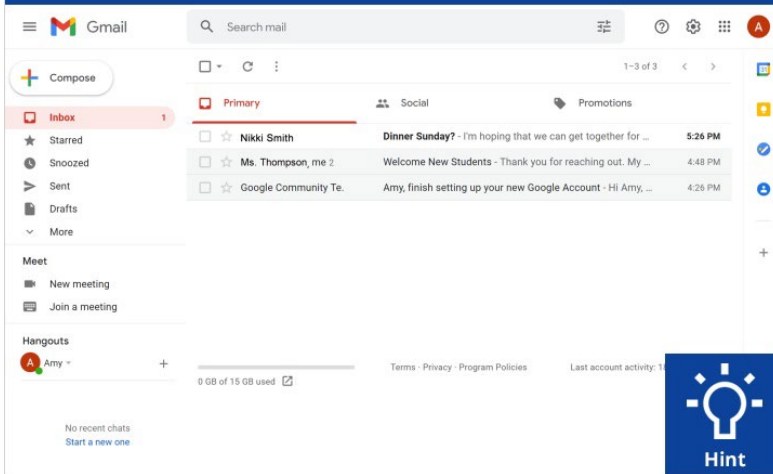 Gmail
Search mail
A
Compose
1–3 of 3
Primary
Social
Promotions
Inbox 1
Starred
Snoozed
Sent
Drafts
More
Nikki Smith Dinner Sunday? - I'm hoping that we can get together for ... 5:26 PM
Ms. Thompson, me 2 Welcome New Students - Thank you for reaching out. My ... 4:48 PM
Google Community Te. Amy, finish setting up your new Google Account - Hi Amy, ... 4:26 PM
Meet
New meeting
Join a meeting
Hangouts
A Amy
No recent chats
Start a new one
0 GB of 15 GB used
Terms · Privacy · Program Policies
Last account activity:
Hint